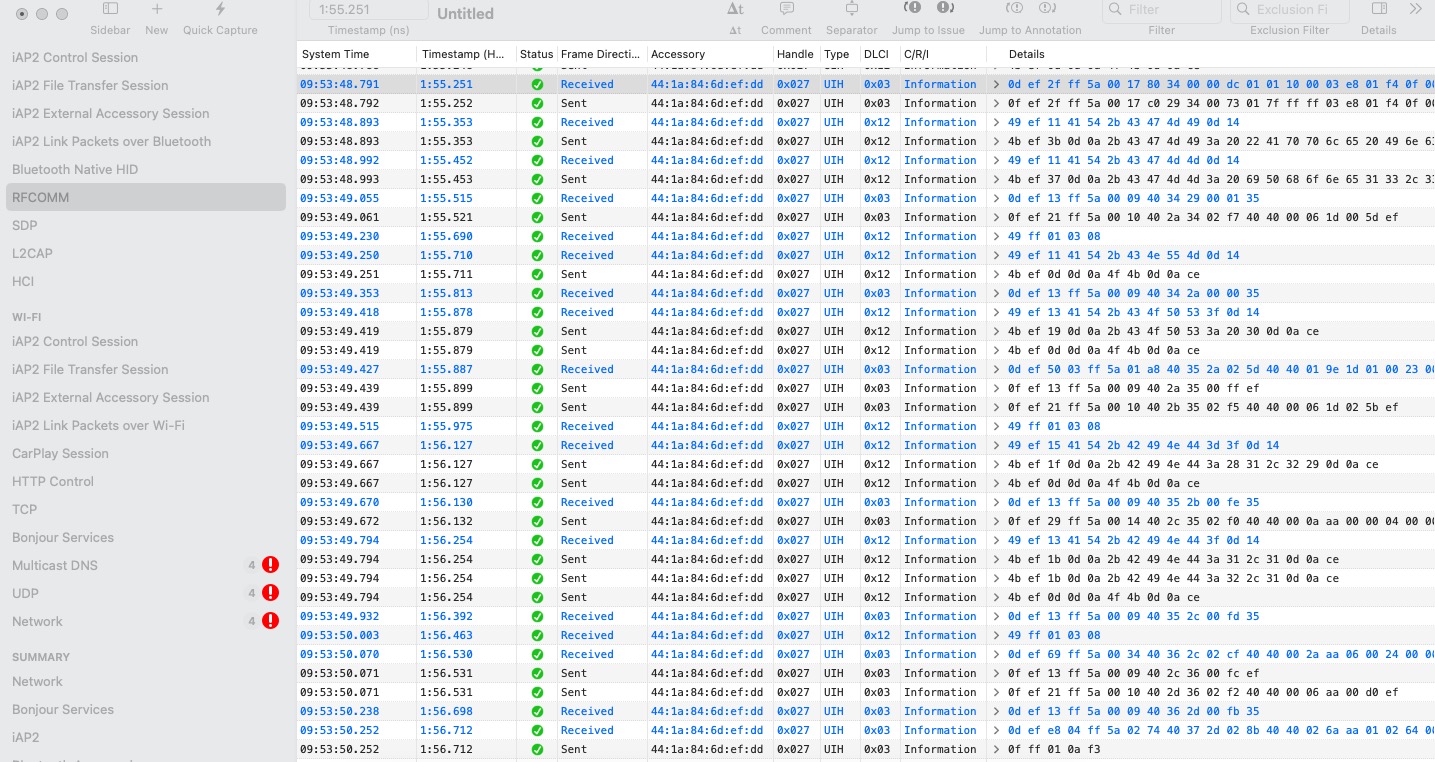 1:55.251
Untitled
Filter
Exclusion Fi
Sidebar New Quick Capture Timestamp (ns) Δt Comment Separator Jump to Issue Jump to Annotation Filter Exclusion Filter Details
iAP2 Control Session
iAP2 File Transfer Session
iAP2 External Accessory Session
iAP2 Link Packets over Bluetooth
Bluetooth Native HID
RFCOMM
SDP
L2CAP
HCI
WI-FI
iAP2 Control Session
iAP2 File Transfer Session
iAP2 External Accessory Session
iAP2 Link Packets over Wi-Fi
CarPlay Session
HTTP Control
TCP
Bonjour Services
Multicast DNS 4
UDP 4
Network 4
SUMMARY
Network
Bonjour Services
iAP2
System Time Timestamp (H... Status Frame Directi... Accessory Handle Type DLCI C/R/I Details
09:53:48.791 1:55.251 Received 44:1a:84:6d:ef:dd 0x027 UIH 0x03 Information 0d ef 2f ff 5a 00 17 80 34 00 00 dc 01 01 10 00 03 e8 01 f4 0f 00
09:53:48.792 1:55.252 Sent 44:1a:84:6d:ef:dd 0x027 UIH 0x03 Information 0f ef 2f ff 5a 00 17 c0 29 34 00 73 01 7f ff ff 03 e8 01 f4 0f 00
09:53:48.893 1:55.353 Received 44:1a:84:6d:ef:dd 0x027 UIH 0x12 Information 49 ef 11 41 54 2b 43 47 4d 49 0d 14
09:53:48.893 1:55.353 Sent 44:1a:84:6d:ef:dd 0x027 UIH 0x12 Information 4b ef 3b 0d 0a 2b 43 47 4d 49 3a 20 22 41 70 70 6c 65 20 49 6e 63
09:53:48.992 1:55.452 Received 44:1a:84:6d:ef:dd 0x027 UIH 0x12 Information 49 ef 11 41 54 2b 43 47 4d 4d 0d 14
09:53:48.993 1:55.453 Sent 44:1a:84:6d:ef:dd 0x027 UIH 0x12 Information 4b ef 37 0d 0a 2b 43 47 4d 4d 3a 20 69 50 68 6f 6e 65 31 33 2c 33
09:53:49.055 1:55.515 Received 44:1a:84:6d:ef:dd 0x027 UIH 0x03 Information 0d ef 13 ff 5a 00 09 40 34 29 00 01 35
09:53:49.061 1:55.521 Sent 44:1a:84:6d:ef:dd 0x027 UIH 0x03 Information 0f ef 21 ff 5a 00 10 40 2a 34 02 f7 40 40 00 06 1d 00 5d ef
09:53:49.230 1:55.690 Received 44:1a:84:6d:ef:dd 0x027 UIH 0x12 Information 49 ff 01 03 08
09:53:49.250 1:55.710 Received 44:1a:84:6d:ef:dd 0x027 UIH 0x12 Information 49 ef 11 41 54 2b 43 4e 55 4d 0d 14
09:53:49.251 1:55.711 Sent 44:1a:84:6d:ef:dd 0x027 UIH 0x12 Information 4b ef 0d 0d 0a 4f 4b 0d 0a ce
09:53:49.353 1:55.813 Received 44:1a:84:6d:ef:dd 0x027 UIH 0x03 Information 0d ef 13 ff 5a 00 09 40 34 2a 00 00 35
09:53:49.418 1:55.878 Received 44:1a:84:6d:ef:dd 0x027 UIH 0x12 Information 49 ef 13 41 54 2b 43 4f 50 53 3f 0d 14
09:53:49.419 1:55.879 Sent 44:1a:84:6d:ef:dd 0x027 UIH 0x12 Information 4b ef 19 0d 0a 2b 43 4f 50 53 3a 20 30 0d 0a ce
09:53:49.419 1:55.879 Sent 44:1a:84:6d:ef:dd 0x027 UIH 0x12 Information 4b ef 0d 0d 0a 4f 4b 0d 0a ce
09:53:49.427 1:55.887 Received 44:1a:84:6d:ef:dd 0x027 UIH 0x03 Information 0d ef 50 03 ff 5a 01 a8 40 35 2a 02 5d 40 40 01 9e 1d 01 00 23 00
09:53:49.439 1:55.899 Sent 44:1a:84:6d:ef:dd 0x027 UIH 0x03 Information 0f ef 13 ff 5a 00 09 40 2a 35 00 ff ef
09:53:49.439 1:55.899 Sent 44:1a:84:6d:ef:dd 0x027 UIH 0x03 Information 0f ef 21 ff 5a 00 10 40 2b 35 02 f5 40 40 00 06 1d 02 5b ef
09:53:49.515 1:55.975 Received 44:1a:84:6d:ef:dd 0x027 UIH 0x12 Information 49 ff 01 03 08
09:53:49.667 1:56.127 Received 44:1a:84:6d:ef:dd 0x027 UIH 0x12 Information 49 ef 15 41 54 2b 42 49 4e 44 3d 3f 0d 14
09:53:49.667 1:56.127 Sent 44:1a:84:6d:ef:dd 0x027 UIH 0x12 Information 4b ef 1f 0d 0a 2b 42 49 4e 44 3a 28 31 2c 32 29 0d 0a ce
09:53:49.667 1:56.127 Sent 44:1a:84:6d:ef:dd 0x027 UIH 0x12 Information 4b ef 0d 0d 0a 4f 4b 0d 0a ce
09:53:49.670 1:56.130 Received 44:1a:84:6d:ef:dd 0x027 UIH 0x03 Information 0d ef 13 ff 5a 00 09 40 35 2b 00 fe 35
09:53:49.672 1:56.132 Sent 44:1a:84:6d:ef:dd 0x027 UIH 0x03 Information 0f ef 29 ff 5a 00 14 40 2c 35 02 f0 40 40 00 0a aa 00 00 04 00 00
09:53:49.794 1:56.254 Received 44:1a:84:6d:ef:dd 0x027 UIH 0x12 Information 49 ef 13 41 54 2b 42 49 4e 44 3f 0d 14
09:53:49.794 1:56.254 Sent 44:1a:84:6d:ef:dd 0x027 UIH 0x12 Information 4b ef 1b 0d 0a 2b 42 49 4e 44 3a 31 2c 31 0d 0a ce
09:53:49.794 1:56.254 Sent 44:1a:84:6d:ef:dd 0x027 UIH 0x12 Information 4b ef 1b 0d 0a 2b 42 49 4e 44 3a 32 2c 31 0d 0a ce
09:53:49.794 1:56.254 Sent 44:1a:84:6d:ef:dd 0x027 UIH 0x12 Information 4b ef 0d 0d 0a 4f 4b 0d 0a ce
09:53:49.932 1:56.392 Received 44:1a:84:6d:ef:dd 0x027 UIH 0x03 Information 0d ef 13 ff 5a 00 09 40 35 2c 00 fd 35
09:53:50.003 1:56.463 Received 44:1a:84:6d:ef:dd 0x027 UIH 0x12 Information 49 ff 01 03 08
09:53:50.070 1:56.530 Received 44:1a:84:6d:ef:dd 0x027 UIH 0x03 Information 0d ef 69 ff 5a 00 34 40 36 2c 02 cf 40 40 00 2a aa 06 00 24 00 00
09:53:50.071 1:56.531 Sent 44:1a:84:6d:ef:dd 0x027 UIH 0x03 Information 0f ef 13 ff 5a 00 09 40 2c 36 00 fc ef
09:53:50.071 1:56.531 Sent 44:1a:84:6d:ef:dd 0x027 UIH 0x03 Information 0f ef 21 ff 5a 00 10 40 2d 36 02 f2 40 40 00 06 aa 00 d0 ef
09:53:50.238 1:56.698 Received 44:1a:84:6d:ef:dd 0x027 UIH 0x03 Information 0d ef 13 ff 5a 00 09 40 36 2d 00 fb 35
09:53:50.252 1:56.712 Received 44:1a:84:6d:ef:dd 0x027 UIH 0x03 Information 0d ef e8 04 ff 5a 02 74 40 37 2d 02 8b 40 40 02 6a aa 01 02 64 00
09:53:50.252 1:56.712 Sent 44:1a:84:6d:ef:dd 0x027 UIH 0x03 Information 0f ff 01 0a f3